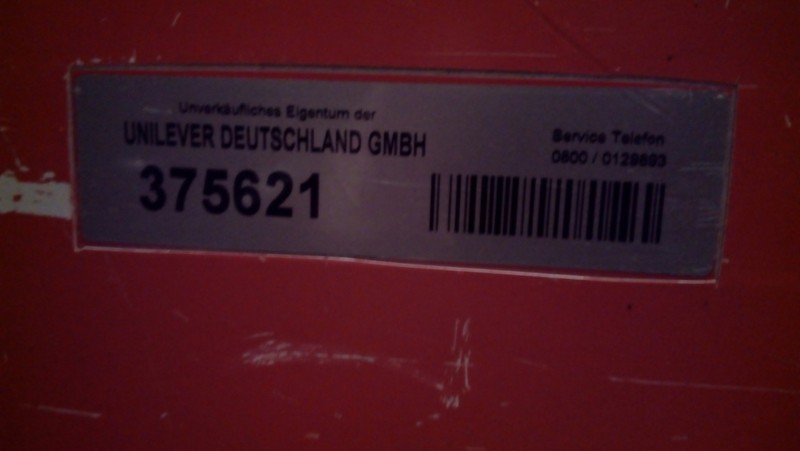 Unverkäufliches Eigentum der
UNILEVER DEUTSCHLAND GMBH
375621
Service Telefon
0800 / 0129893